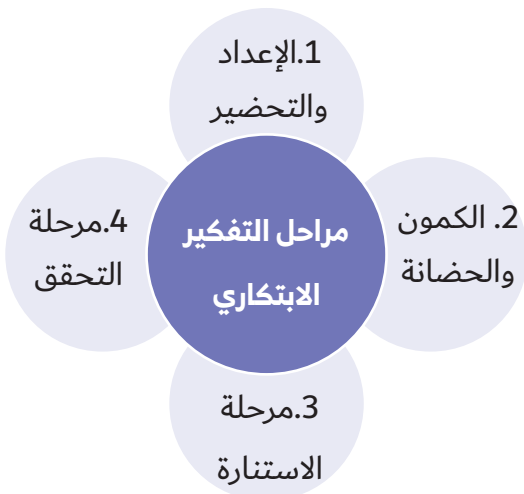 1.الإعداد
والتحضير
مراحل التفكير
الابتكاري
2. الكمون
والحضانة
3.مرحلة
الاستنارة
4.مرحلة
التحقق